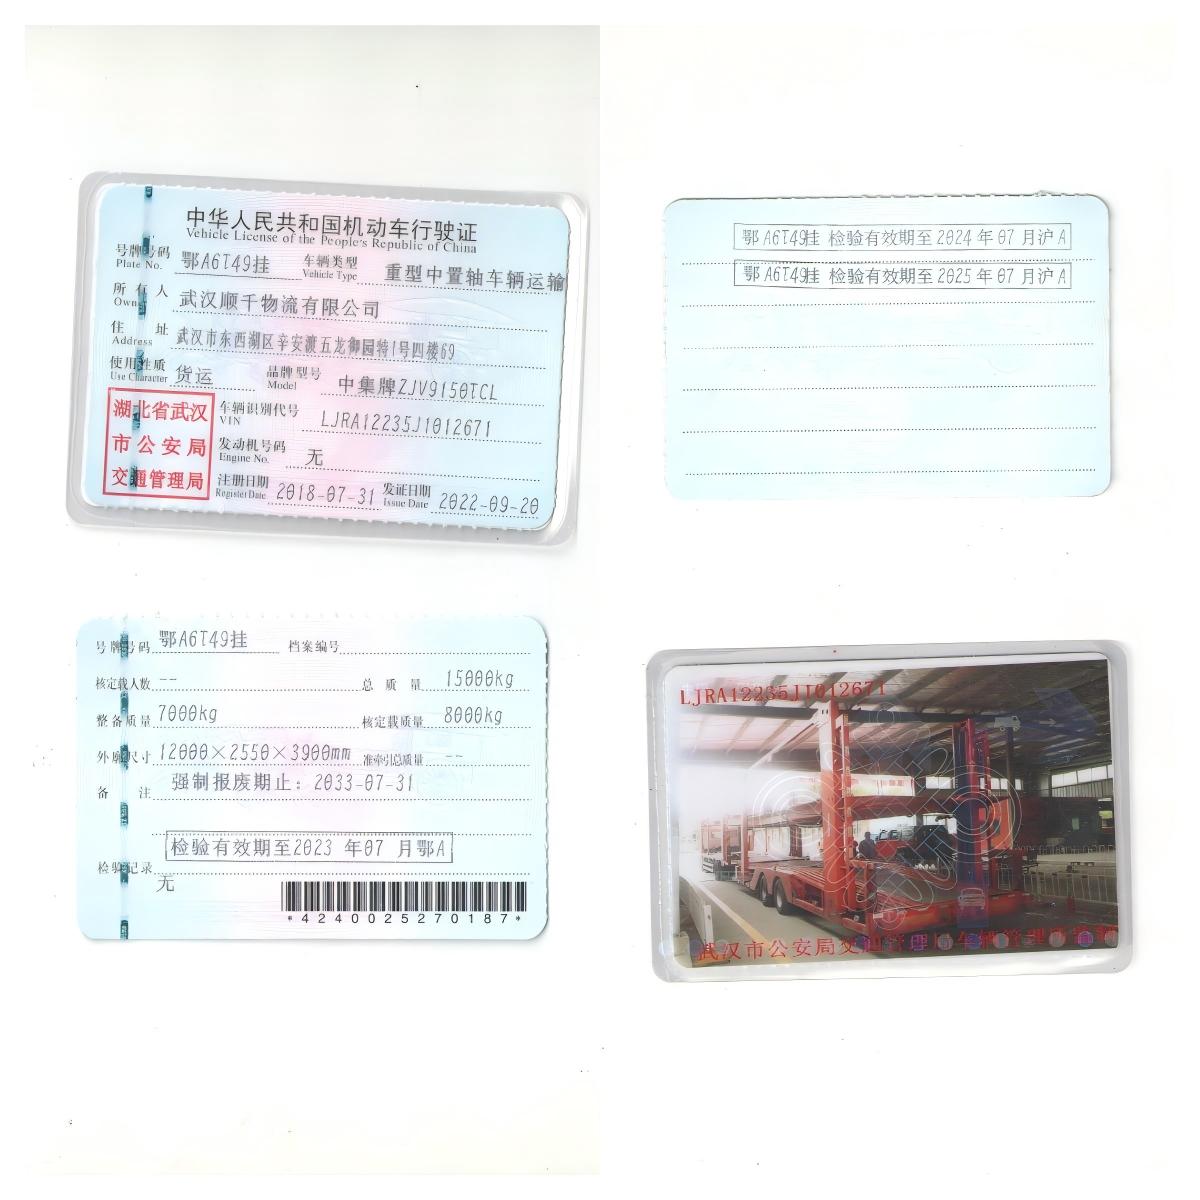 中华人民共和国机动车行驶证
Vehicle License of the People's Republic of China
号牌号码 鄂A6T49挂 车辆类型 重型中置轴车辆运输
Plate No. Vehicle Type
所有人 武汉顺千物流有限公司
Owner
住址 武汉市东西湖区辛安渡五龙御园特1号四楼69
Address
使用性质 货运 品牌型号 中集牌ZJV9150TCL
Use Character Model
湖北省武汉
市公安局
交通管理局
车辆识别代号 LJRA12235J1012671
VIN
发动机号码 无
Engine No.
注册日期 2018-07-31 发证日期 2022-09-20
Register Date Issue Date
鄂A6T49挂 检验有效期至2024年07月沪A
鄂A6T49挂 检验有效期至2025年07月沪A
号牌号码 鄂A6T49挂 档案编号
核定载人数 -- 总质量 15000kg
整备质量 7000kg 核定载质量 8000kg
外廓尺寸 12000×2550×3900mm 准牵引总质量 --
备注 强制报废期止：2033-07-31
检验有效期至2023年07月鄂A
检验记录
无
*4240025270187*
LJRA12235J1012671
武汉市公安局交通管理局车辆管理所